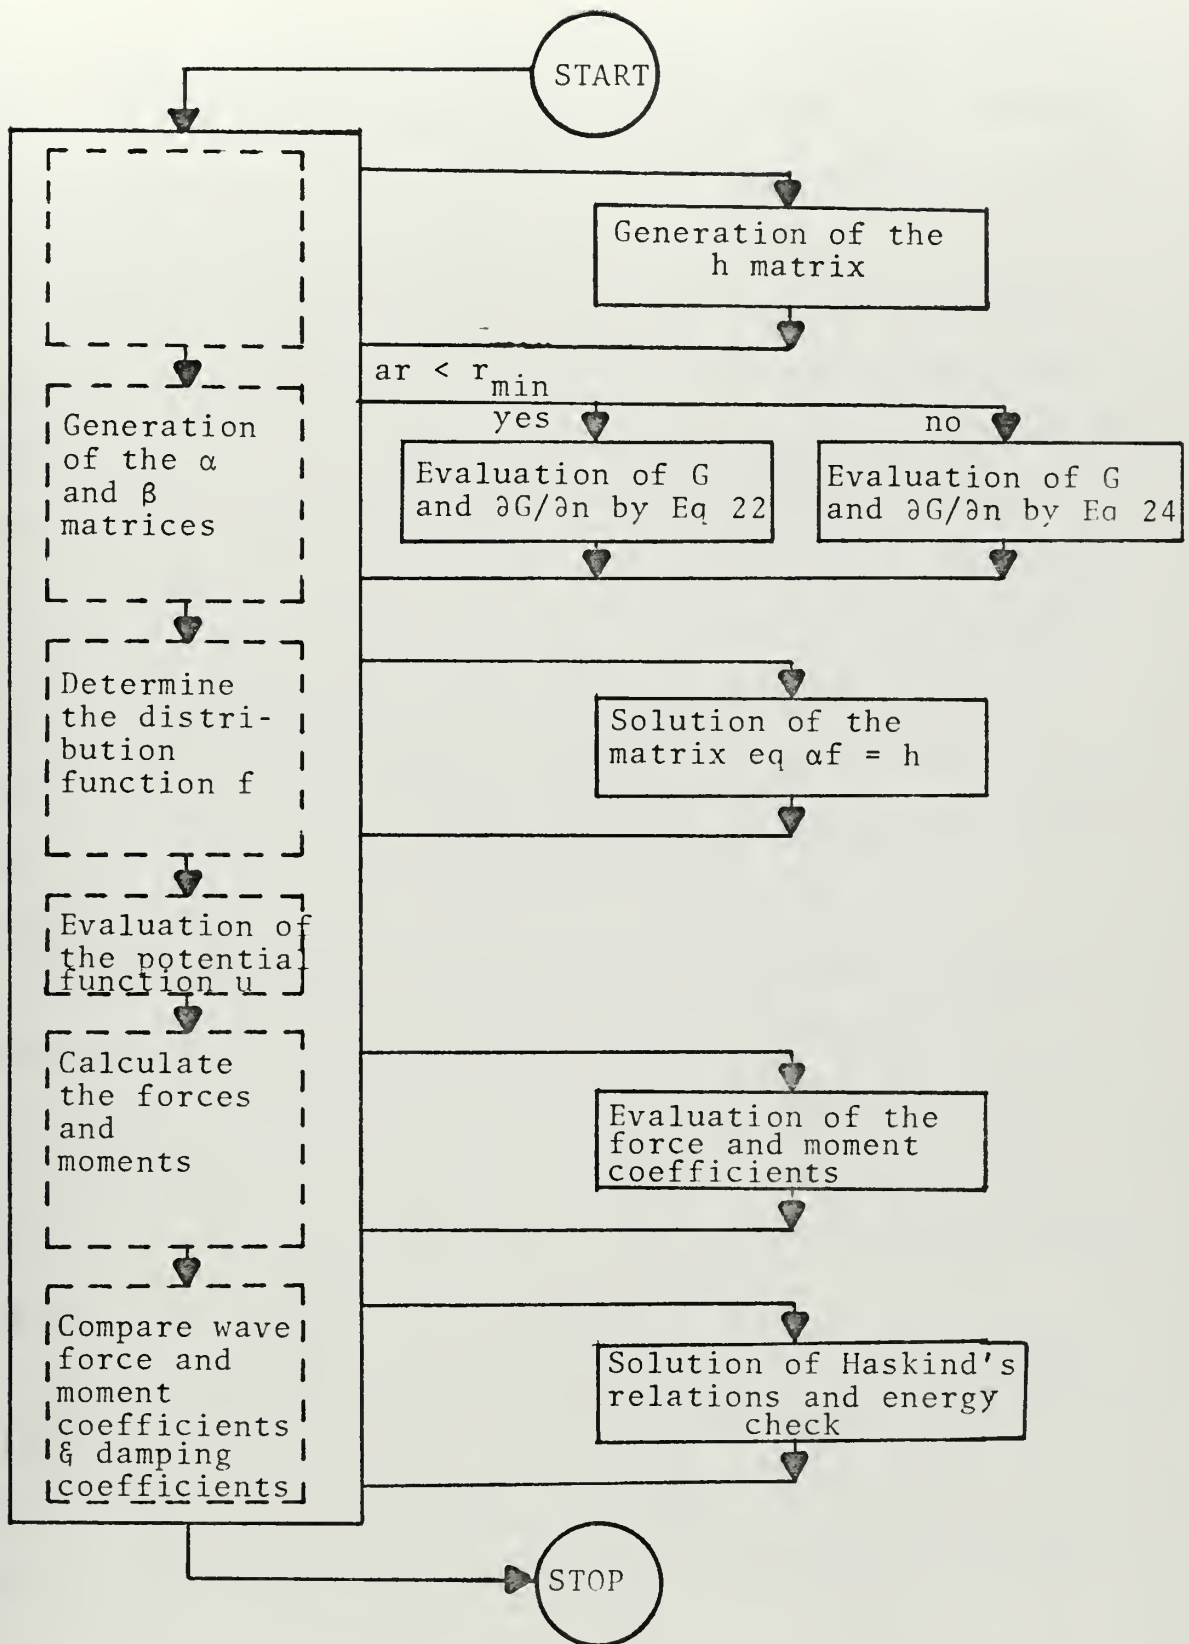 START
Generation of the
h matrix
ar < r_min
yes
no
Generation
of the α
and β
matrices
Evaluation of G
and ∂G/∂n by Eq 22
Evaluation of G
and ∂G/∂n by Eq 24
Determine
the distri-
bution
function f
Solution of the
matrix eq αf = h
Evaluation of
the potential
function u
Calculate
the forces
and
moments
Evaluation of the
force and moment
coefficients
Compare wave
force and
moment
coefficients
& damping
coefficients
Solution of Haskind's
relations and energy
check
STOP